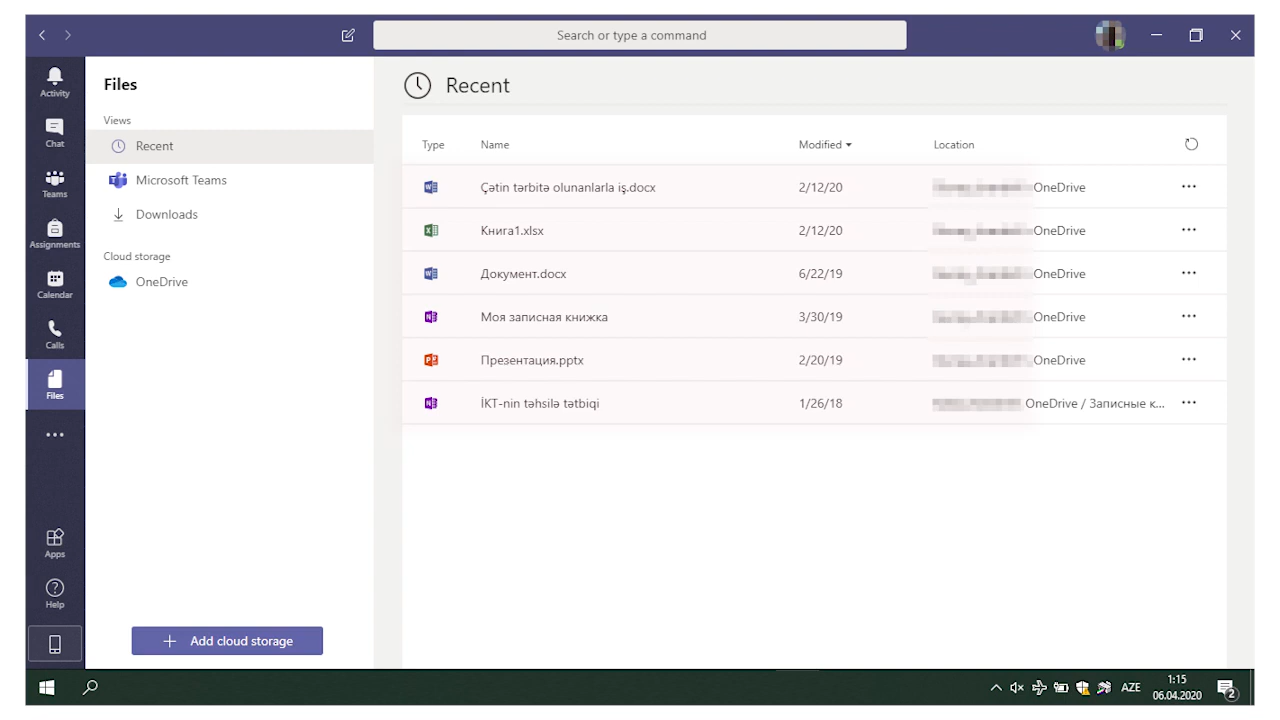 Search or type a command
Activity
Chat
Teams
Assignments
Calendar
Calls
Files
Apps
Help
Files
Views
Recent
Microsoft Teams
Downloads
Cloud storage
OneDrive
Add cloud storage
Recent
Type Name Modified Location
Çətin tərbitə olunanlarla iş.docx 2/12/20 OneDrive
Книга1.xlsx 2/12/20 OneDrive
Документ.docx 6/22/19 OneDrive
Моя записная книжка 3/30/19 OneDrive
Презентация.pptx 2/20/19 OneDrive
İKT-nin təhsilə tətbiqi 1/26/18 OneDrive / Записные к...
AZE
1:15
06.04.2020
2